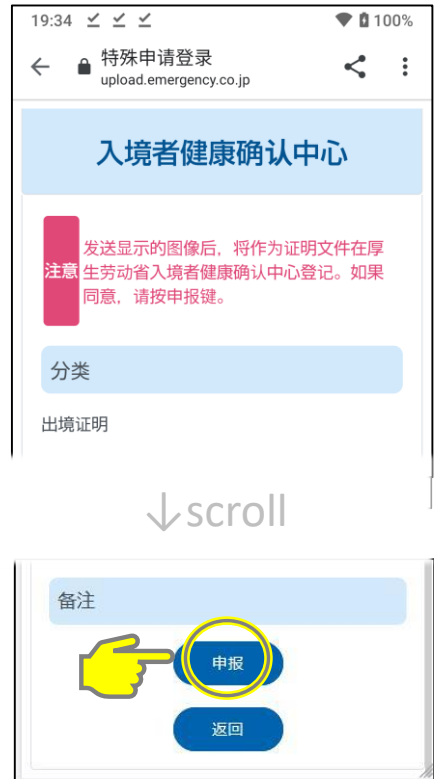 19:34
100%
特殊申请登录
upload.emergency.co.jp
入境者健康确认中心
注意
发送显示的图像后，将作为证明文件在厚
生劳动省入境者健康确认中心登记。如果
同意，请按申报键。
分类
出境证明
↓scroll
备注
申报
返回